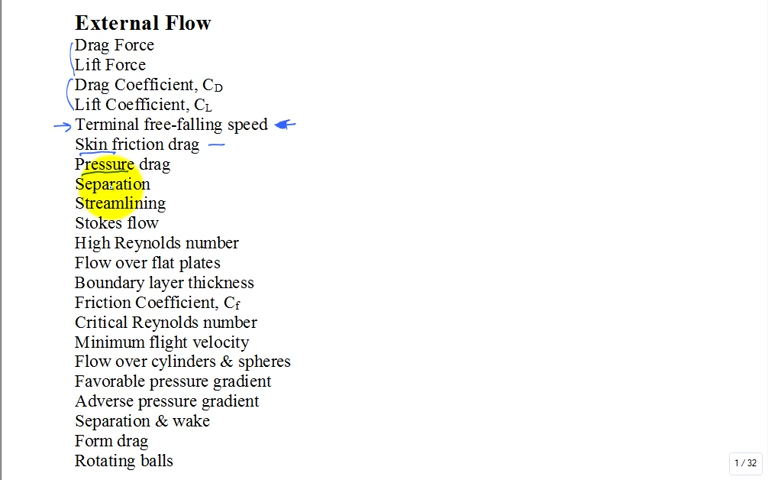 External Flow
Drag Force
Lift Force
Drag Coefficient, CD
Lift Coefficient, CL
Terminal free-falling speed
Skin friction drag
Pressure drag
Separation
Streamlining
Stokes flow
High Reynolds number
Flow over flat plates
Boundary layer thickness
Friction Coefficient, Cf
Critical Reynolds number
Minimum flight velocity
Flow over cylinders & spheres
Favorable pressure gradient
Adverse pressure gradient
Separation & wake
Form drag
Rotating balls
1 / 32